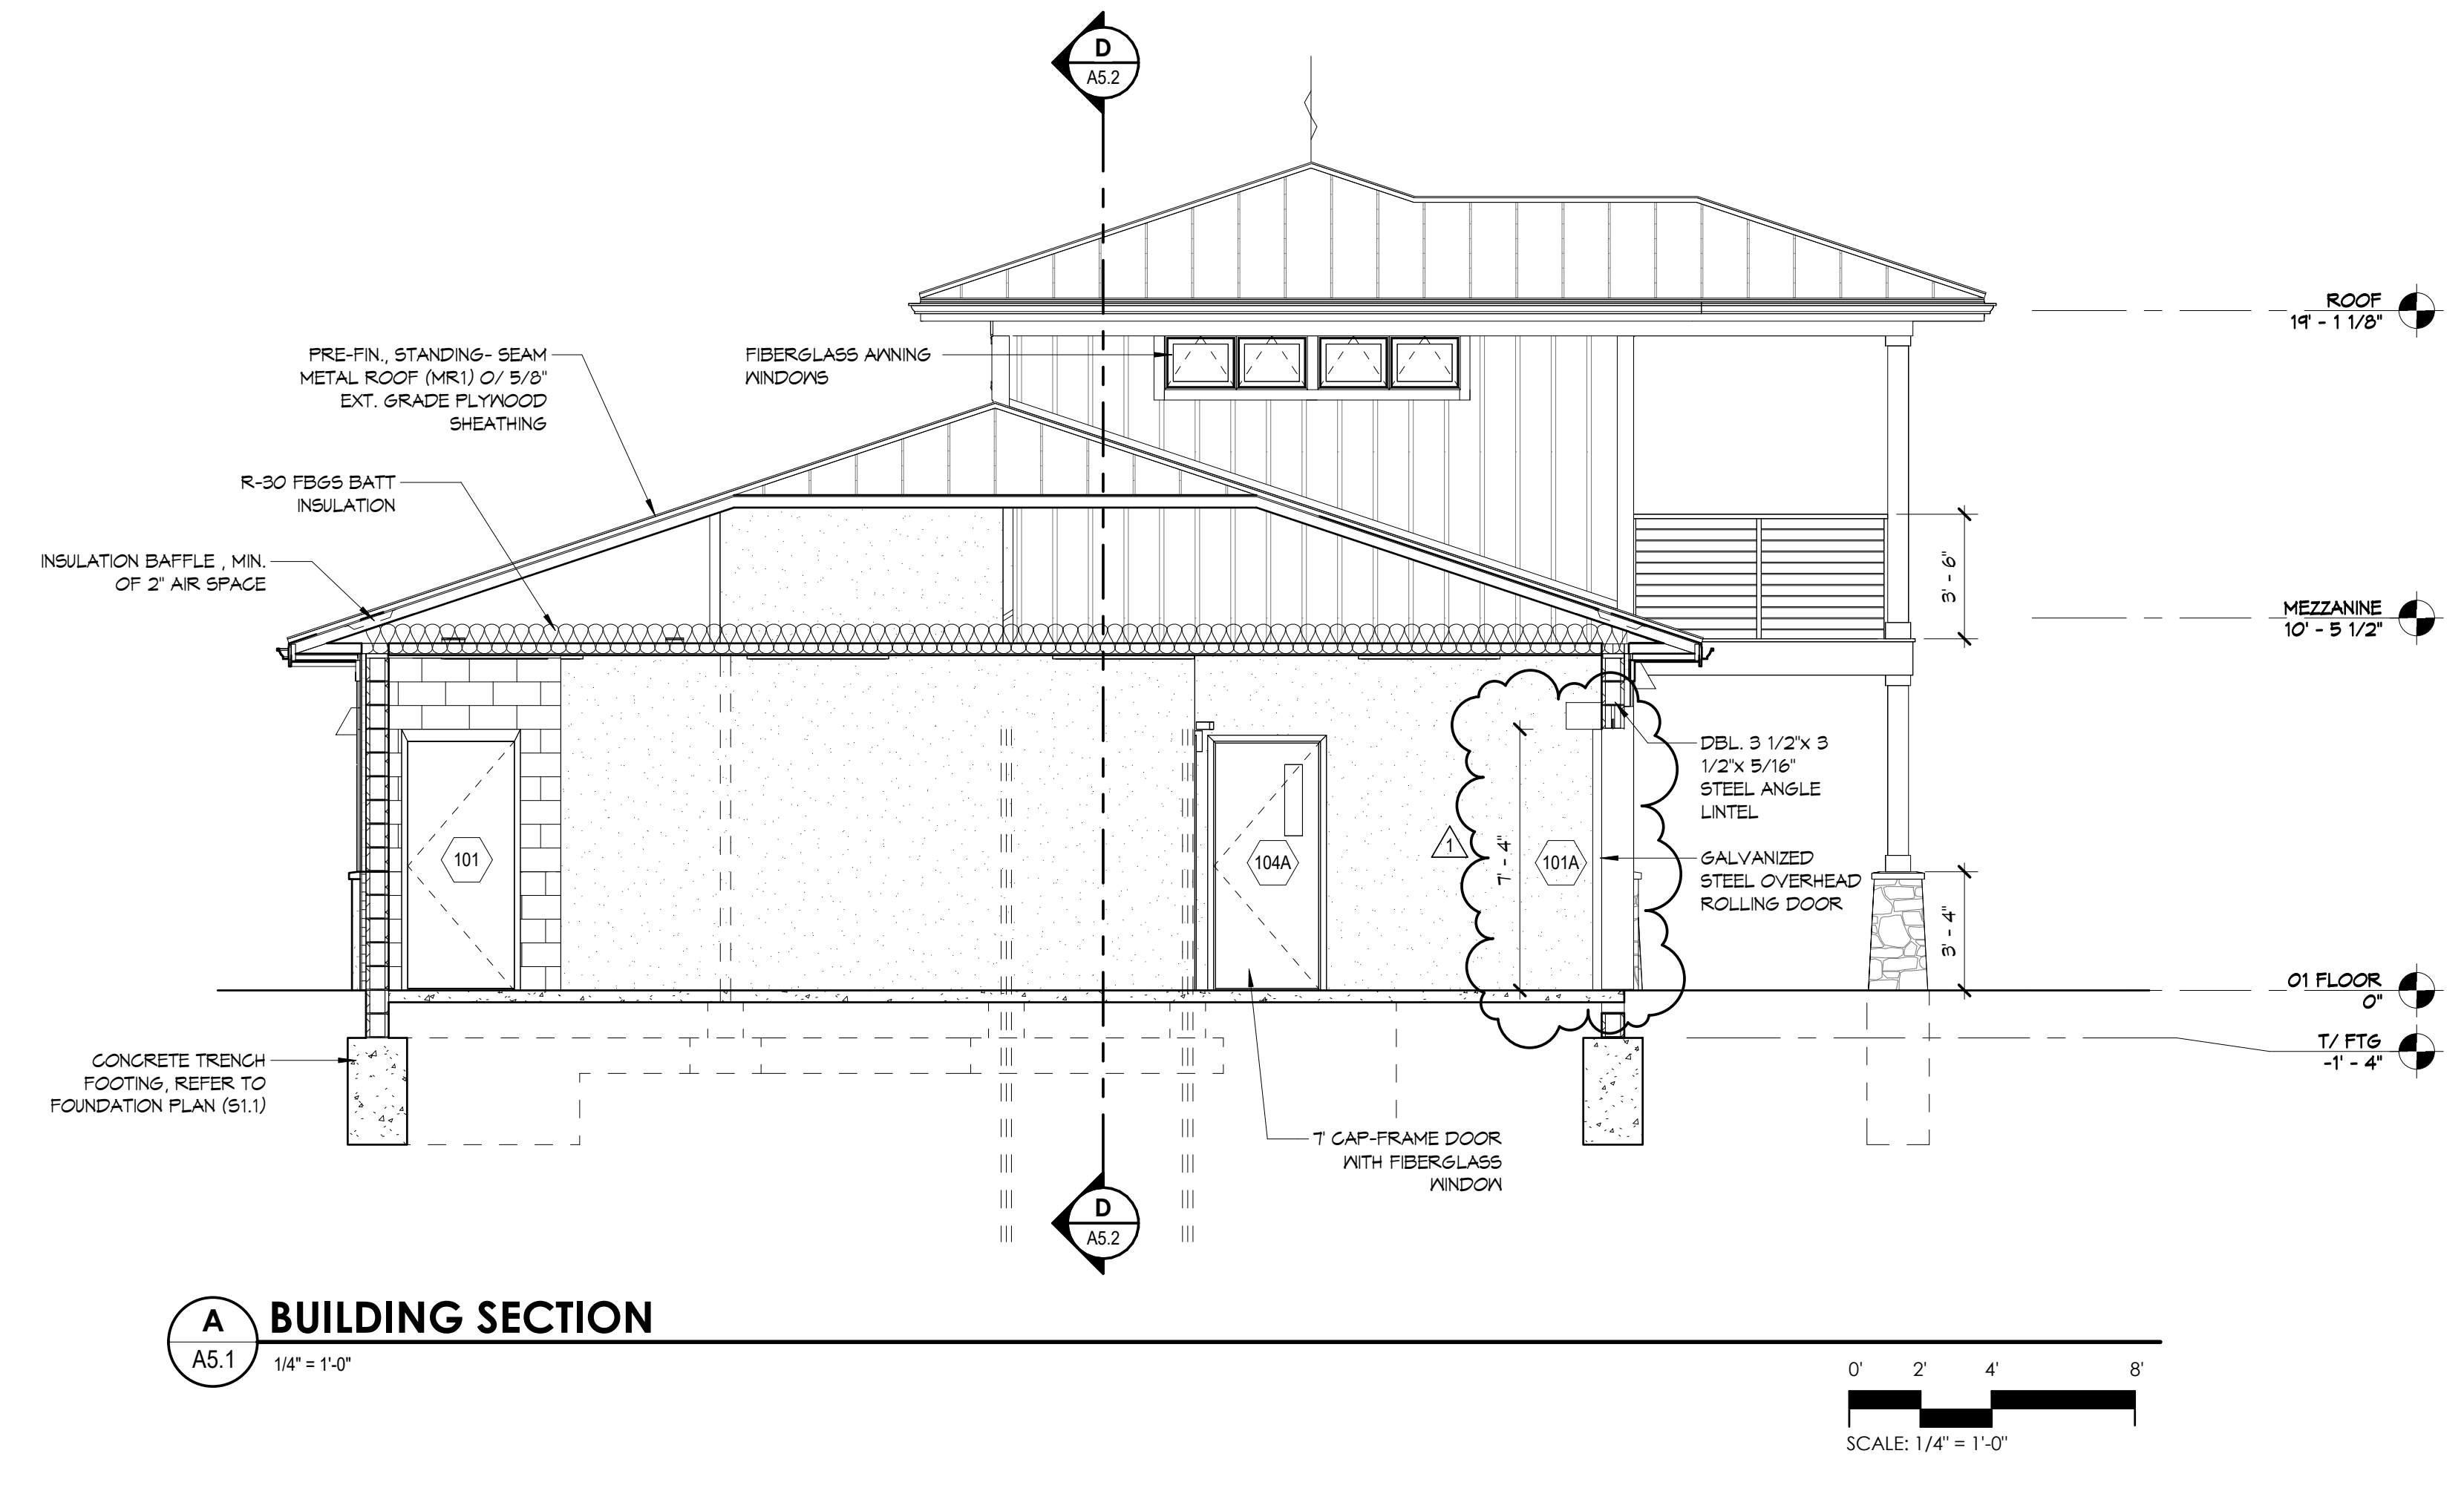 D
A5.2
ROOF
19' - 1 1/8"
PRE-FIN., STANDING- SEAM
METAL ROOF (MR1) O/ 5/8"
EXT. GRADE PLYWOOD
SHEATHING
FIBERGLASS AWNING
WINDOWS
R-30 FBGS BATT
INSULATION
INSULATION BAFFLE , MIN.
OF 2" AIR SPACE
3' - 6"
MEZZANINE
10' - 5 1/2"
DBL. 3 1/2"x 3
1/2"x 5/16"
STEEL ANGLE
LINTEL
101
104A
1
7' - 4"
101A
GALVANIZED
STEEL OVERHEAD
ROLLING DOOR
3' - 4"
01 FLOOR
0"
T/ FTG
-1' - 4"
CONCRETE TRENCH
FOOTING, REFER TO
FOUNDATION PLAN (S1.1)
7' CAP-FRAME DOOR
WITH FIBERGLASS
WINDOW
D
A5.2
A
A5.1
BUILDING SECTION
1/4" = 1'-0"
0' 2' 4' 8'
SCALE: 1/4" = 1'-0"